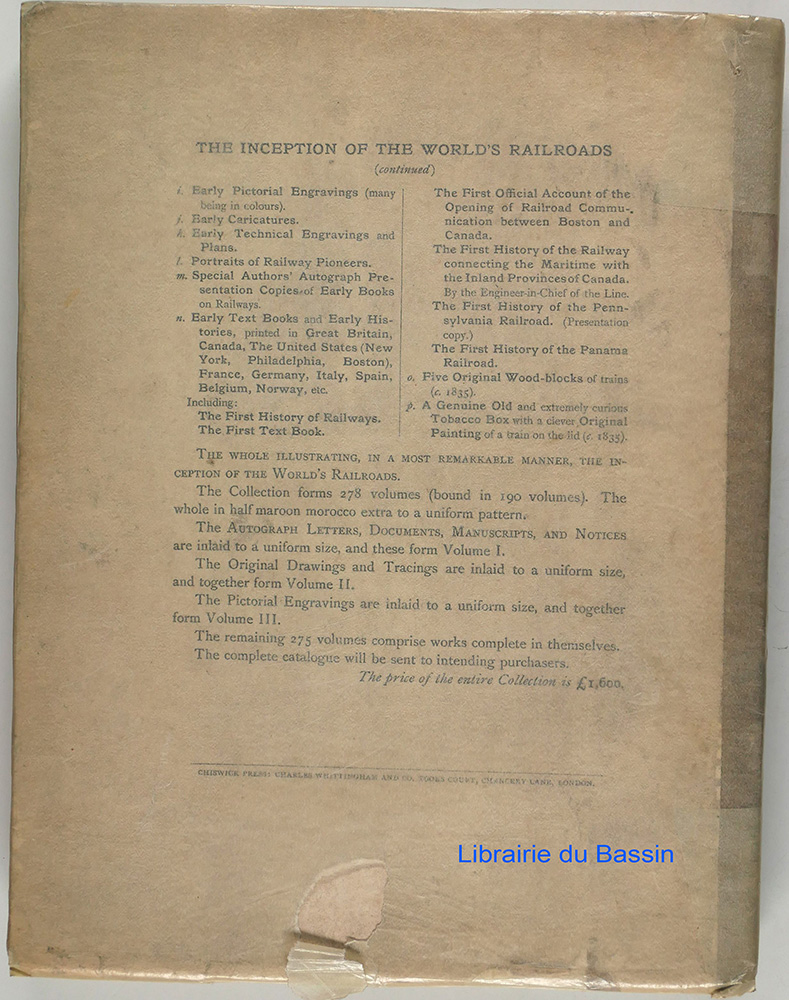 THE INCEPTION OF THE WORLD'S RAILROADS
(continued)
i. Early Pictorial Engravings (many
being in colours).
j. Early Caricatures.
k. Early Technical Engravings and
Plans.
l. Portraits of Railway Pioneers.
m. Special Authors' Autograph Pre-
sentation Copies of Early Books
on Railways.
n. Early Text Books and Early His-
tories, printed in Great Britain,
Canada, The United States (New
York, Philadelphia, Boston),
France, Germany, Italy, Spain,
Belgium, Norway, etc.
Including:
The First History of Railways.
The First Text Book.
The First Official Account of the
Opening of Railroad Commu-
nication between Boston and
Canada.
The First History of the Railway
connecting the Maritime with
the Inland Provinces of Canada.
By the Engineer-in-Chief of the Line.
The First History of the Penn-
sylvania Railroad. (Presentation
copy.)
The First History of the Panama
Railroad.
o. Five Original Wood-blocks of trains
(c. 1835).
p. A Genuine Old and extremely curious
Tobacco Box with a clever Original
Painting of a train on the lid (c. 1835).
THE WHOLE ILLUSTRATING, IN A MOST REMARKABLE MANNER, THE IN-
CEPTION OF THE WORLD'S RAILROADS.
The Collection forms 278 volumes (bound in 190 volumes). The
whole in half maroon morocco extra to a uniform pattern.
The AUTOGRAPH LETTERS, DOCUMENTS, MANUSCRIPTS, AND NOTICES
are inlaid to a uniform size, and these form Volume I.
The Original Drawings and Tracings are inlaid to a uniform size,
and together form Volume II.
The Pictorial Engravings are inlaid to a uniform size, and together
form Volume III.
The remaining 275 volumes comprise works complete in themselves.
The complete catalogue will be sent to intending purchasers.
The price of the entire Collection is £1,600.
CHISWICK PRESS: CHARLES WHITTINGHAM AND CO. TOOKS COURT, CHANCERY LANE, LONDON.
Librairie du Bassin